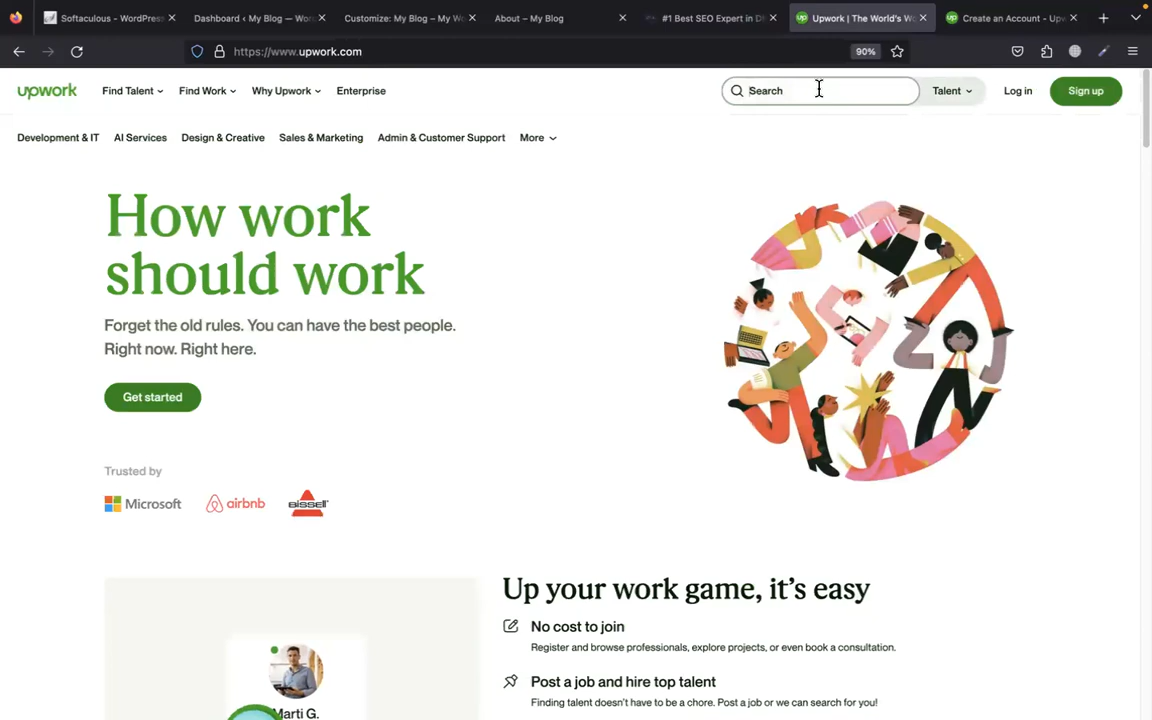 Softaculous - WordPress
Dashboard ‹ My Blog — Wor
Customize: My Blog – My W
About – My Blog
#1 Best SEO Expert in D
Upwork | The World's W
Create an Account - Upw
https://www.upwork.com
90%
upwork
Find Talent
Find Work
Why Upwork
Enterprise
Search
Talent
Log in
Sign up
Development & IT
AI Services
Design & Creative
Sales & Marketing
Admin & Customer Support
More
How work
should work
Forget the old rules. You can have the best people.
Right now. Right here.
Get started
Trusted by
Microsoft
airbnb
BISSELL
Up your work game, it's easy
No cost to join
Register and browse professionals, explore projects, or even book a consultation.
Post a job and hire top talent
Finding talent doesn't have to be a chore. Post a job or we can search for you!
Marti G.